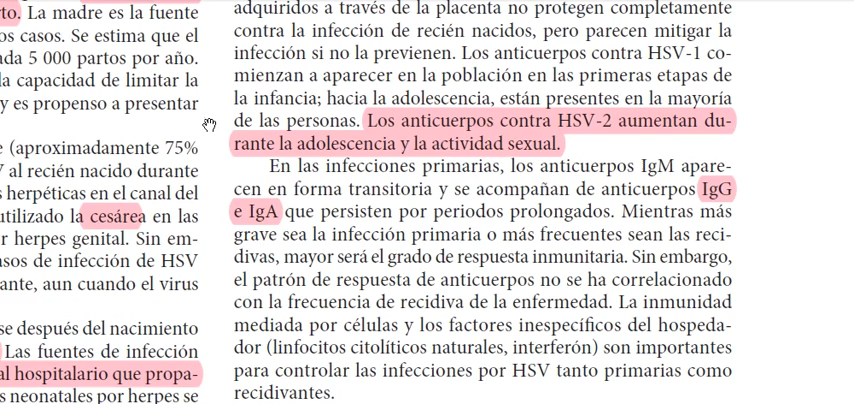 rto. La madre es la fuente
os casos. Se estima que el
ada 5 000 partos por año.
la capacidad de limitar la
y es propenso a presentar
e (aproximadamente 75%
V al recién nacido durante
s herpéticas en el canal del
utilizado la cesárea en las
r herpes genital. Sin em-
asos de infección de HSV
ante, aun cuando el virus
se después del nacimiento
Las fuentes de infección
al hospitalario que propa-
s neonatales por herpes se
adquiridos a través de la placenta no protegen completamente
contra la infección de recién nacidos, pero parecen mitigar la
infección si no la previenen. Los anticuerpos contra HSV-1 co-
mienzan a aparecer en la población en las primeras etapas de
la infancia; hacia la adolescencia, están presentes en la mayoría
de las personas. Los anticuerpos contra HSV-2 aumentan du-
rante la adolescencia y la actividad sexual.
En las infecciones primarias, los anticuerpos IgM apare-
cen en forma transitoria y se acompañan de anticuerpos IgG
e IgA que persisten por periodos prolongados. Mientras más
grave sea la infección primaria o más frecuentes sean las reci-
divas, mayor será el grado de respuesta inmunitaria. Sin embargo,
el patrón de respuesta de anticuerpos no se ha correlacionado
con la frecuencia de recidiva de la enfermedad. La inmunidad
mediada por células y los factores inespecíficos del hospeda-
dor (linfocitos citolíticos naturales, interferón) son importantes
para controlar las infecciones por HSV tanto primarias como
recidivantes.